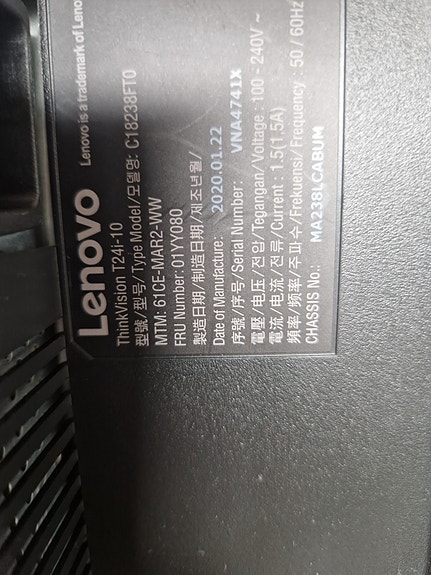 Lenovo
Lenovo is a trademark of Leno
ThinkVision T24i-10
型號/型号/Type Model/모델명: C18238FT0
MTM: 61CE-MAR2-WW
FRU Number: 01YY080
製造日期/制造日期/제조년월/
Date of Manufacture: 2020.01.22
序號/序号/Serial Number: VNA4741X
電壓/电压/전압/Tegangan/Voltage : 100 - 240V ~
電流/电流/전류/Current : 1.5(1.5A)
頻率/频率/주파수/Frekuensi/Frequency : 50 / 60Hz
CHASSIS No.: MA238LCABUM